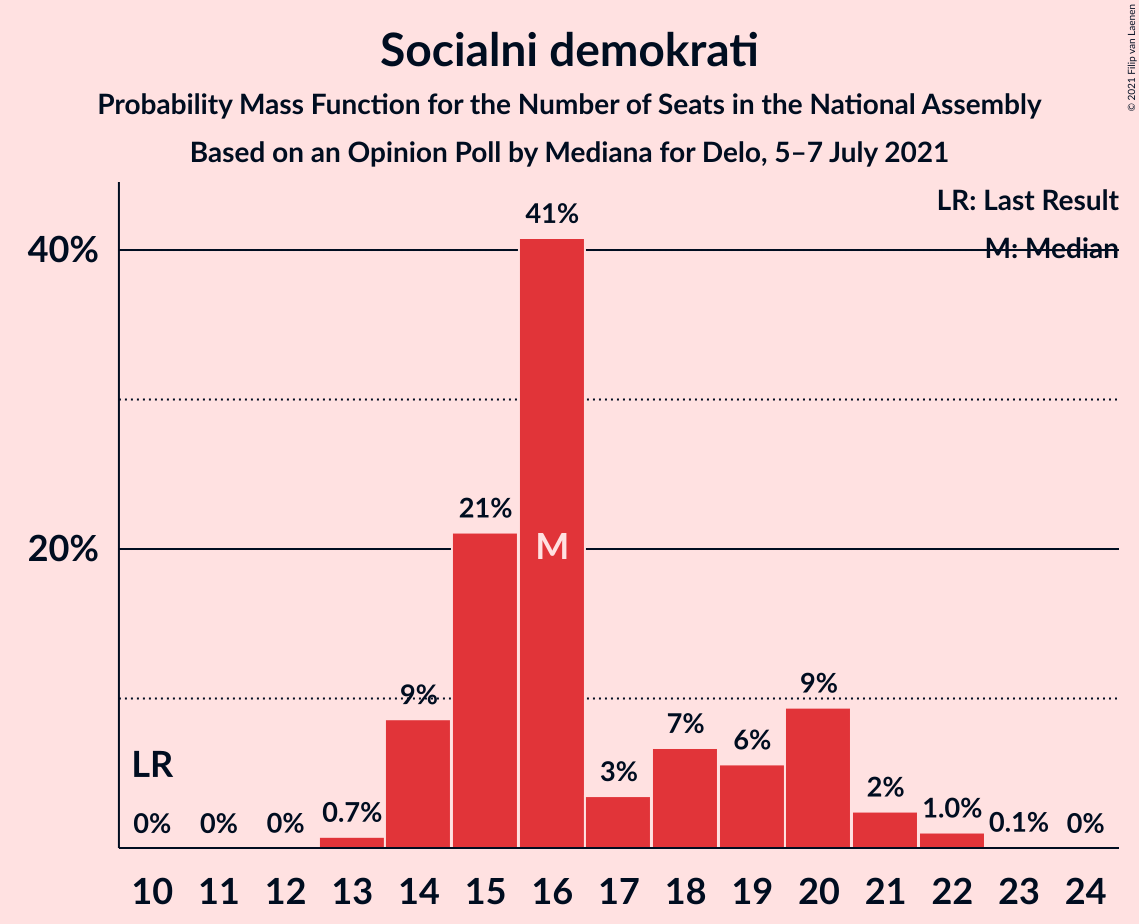 Socialni demokrati
Probability Mass Function for the Number of Seats in the National Assembly
Based on an Opinion Poll by Mediana for Delo, 5–7 July 2021
© 2021 Filip van Laenen
LR: Last Result
M: Median
40%
20%
41%
21%
M
9%
9%
7%
6%
3%
2%
LR
0%
0%
0%
0.7%
1.0%
0.1%
0%
10 11 12 13 14 15 16 17 18 19 20 21 22 23 24